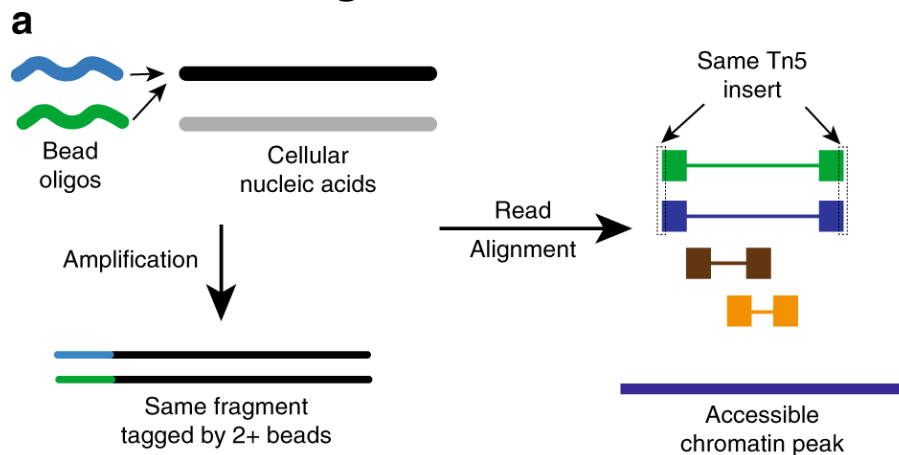 a
Bead
oligos
Cellular
nucleic acids
Amplification
Same fragment
tagged by 2+ beads
Read
Alignment
Same Tn5
insert
Accessible
chromatin peak